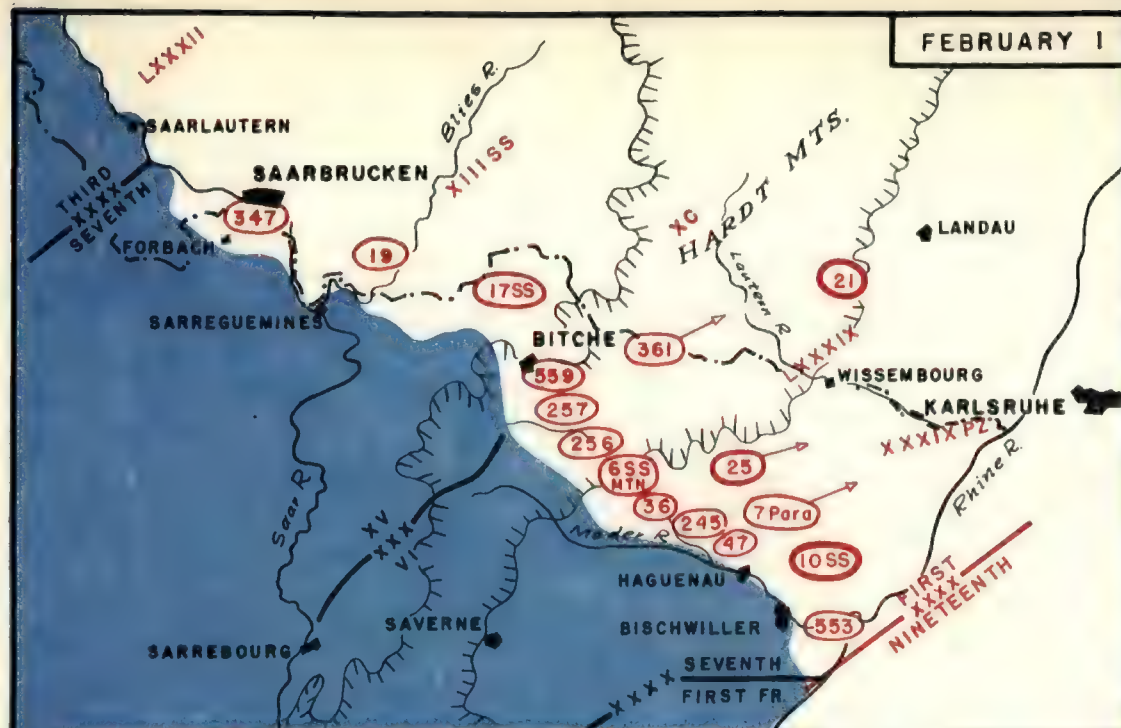 FEBRUARY 1
LXXXII
Blies R.
SAARLAUTERN
XIII SS
HARDT MTS.
SAARBRUCKEN
THIRD
XXXX
SEVENTH
347
XC
LANDAU
FORBACH
19
Lautern R.
21
17SS
SARREGUEMINES
BITCHE
361
LXXXIX
WISSEMBOURG
559
KARLSRUHE
257
XXXIX PZ
256
25
6SS
MTN
Rhine R.
Saar R.
36
7 Para
245
XV
XXX
VI
Moder R.
47
10SS
HAGUENAU
FIRST
XXXX
NINETEENTH
SAVERNE
BISCHWILLER
553
SARREBOURG
SEVENTH
XXXX
FIRST FR.